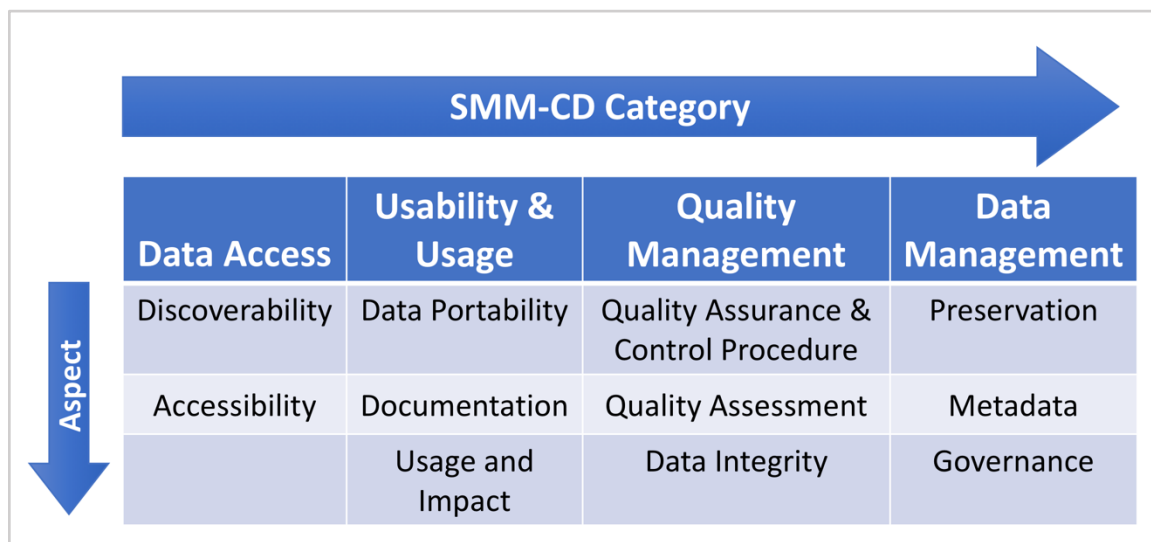 SMM-CD Category
Data Access
Usability &
Usage
Quality
Management
Data
Management
Aspect
Discoverability
Data Portability
Quality Assurance &
Control Procedure
Preservation
Accessibility
Documentation
Quality Assessment
Metadata
Usage and
Impact
Data Integrity
Governance